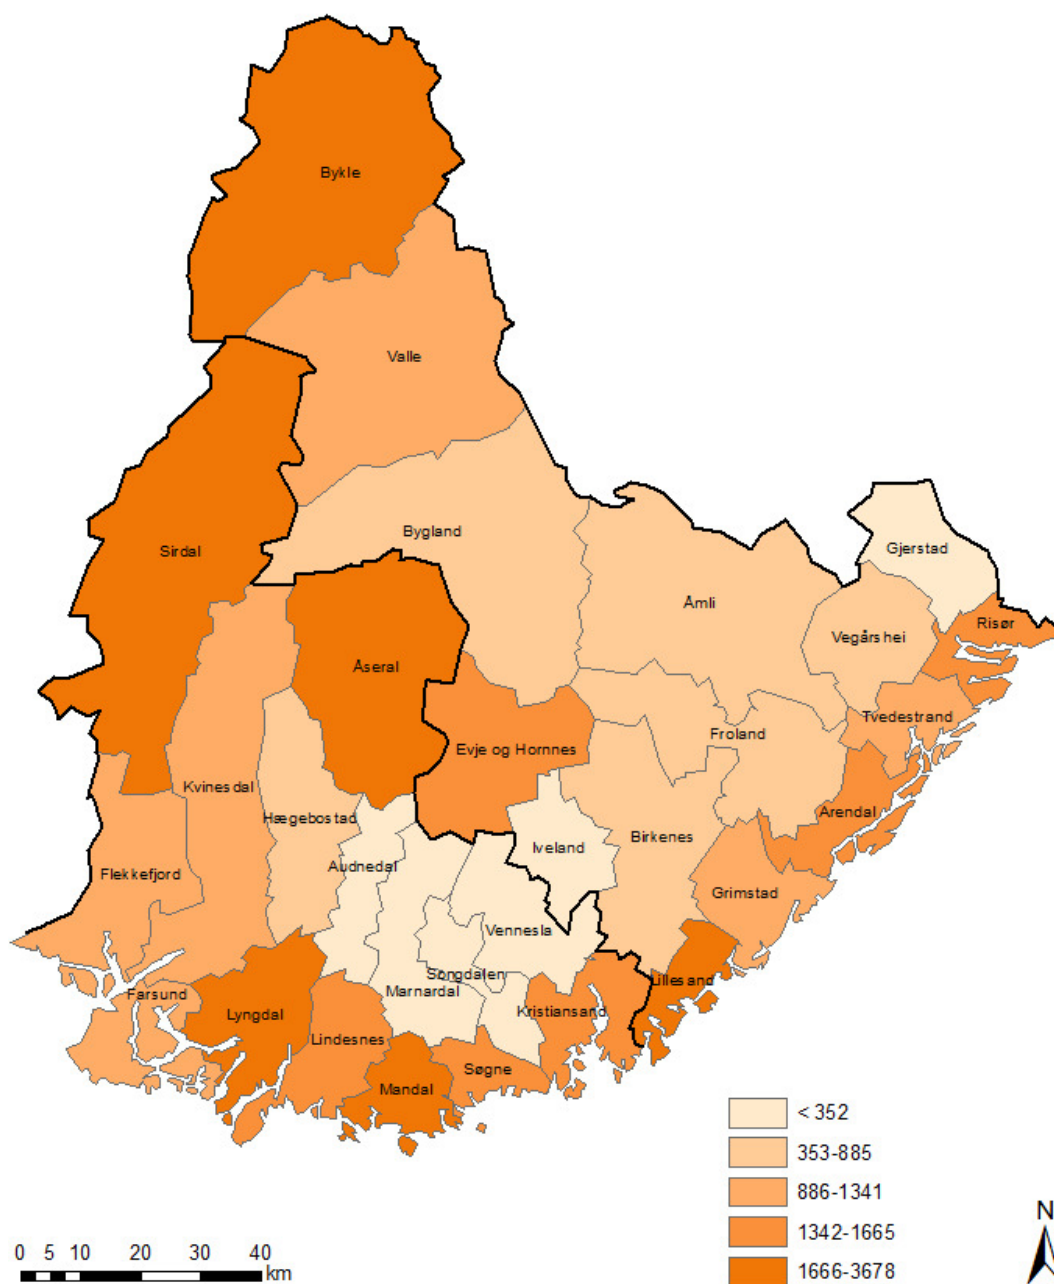 Bykle
Valle
Sirdal
Bygland
Gjerstad
Åmli
Risør
Vegårshei
Åseral
Tvedestrand
Froland
Evje og Hornnes
Kvinesdal
Arendal
Hægebostad
Birkenes
Iveland
Audnedal
Flekkefjord
Grimstad
Vennesla
Songdalen
Lillesand
Marnardal
Farsund
Kristiansand
Lyngdal
Lindesnes
Søgne
Mandal
< 352
353-885
886-1341
1342-1665
1666-3678
N
0 5 10 20 30 40
km